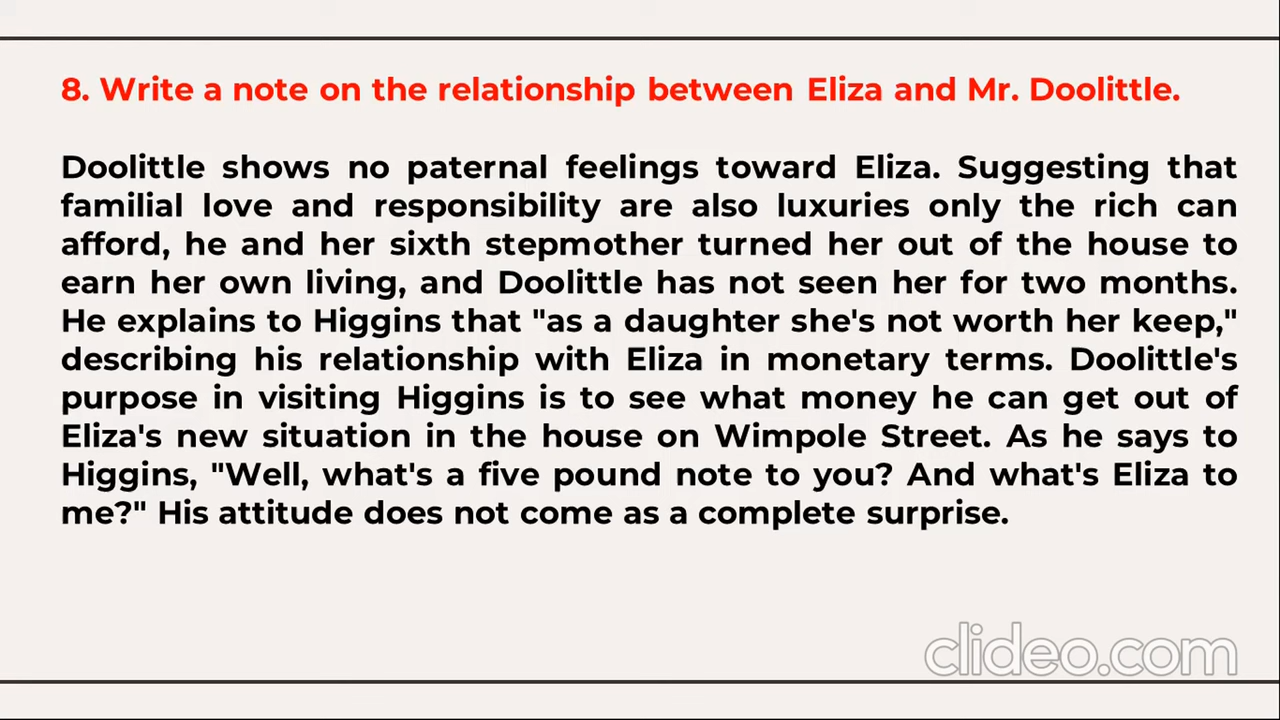 8. Write a note on the relationship between Eliza and Mr. Doolittle.
Doolittle shows no paternal feelings toward Eliza. Suggesting that
familial love and responsibility are also luxuries only the rich can
afford, he and her sixth stepmother turned her out of the house to
earn her own living, and Doolittle has not seen her for two months.
He explains to Higgins that "as a daughter she's not worth her keep,"
describing his relationship with Eliza in monetary terms. Doolittle's
purpose in visiting Higgins is to see what money he can get out of
Eliza's new situation in the house on Wimpole Street. As he says to
Higgins, "Well, what's a five pound note to you? And what's Eliza to
me?" His attitude does not come as a complete surprise.
clideo.com